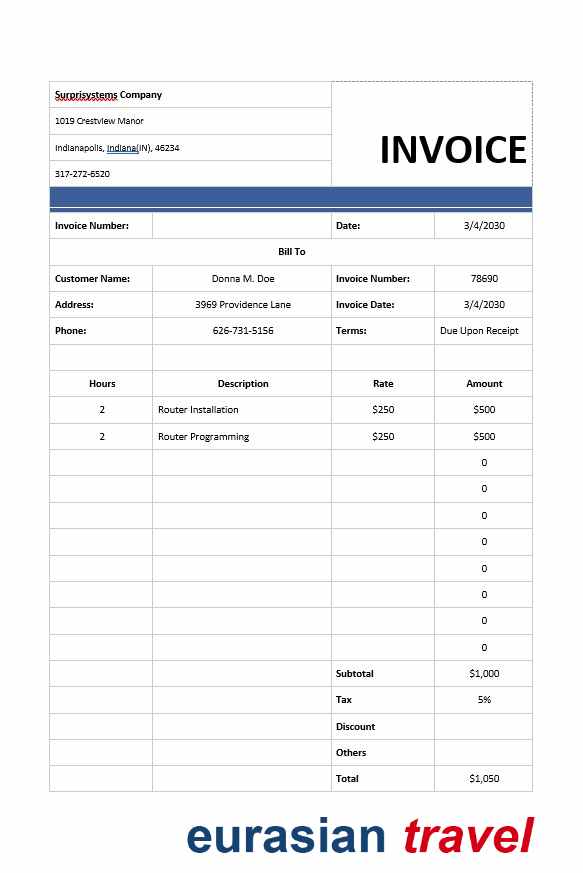 Surprisystems Company
1019 Crestview Manor
INVOICE
Indianapolis, Indiana(IN), 46234
317-272-6520
Invoice Number: Date: 3/4/2030
Bill To
Customer Name: Donna M. Doe Invoice Number: 78690
Address: 3969 Providence Lane Invoice Date: 3/4/2030
Phone: 626-731-5156 Terms: Due Upon Receipt
Hours Description Rate Amount
2 Router Installation $250 $500
2 Router Programming $250 $500
0
0
0
0
0
0
0
0
Subtotal $1,000
Tax 5%
Discount
Others
Total $1,050
eurasian travel